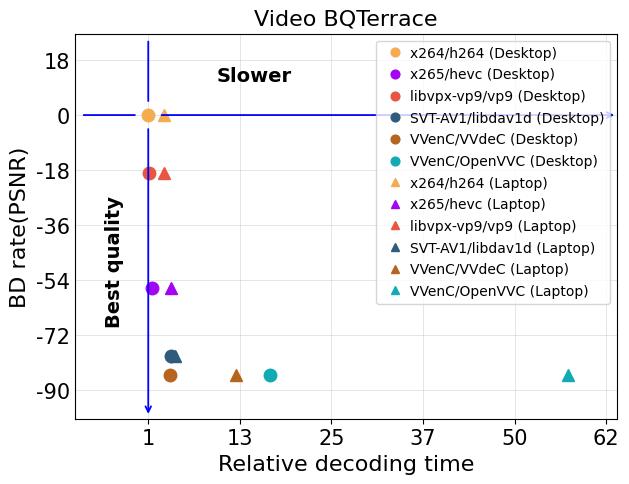 Video BQTerrace
BD rate(PSNR)
18
0
-18
-36
-54
-72
-90
Slower
Best quality
x264/h264 (Desktop)
x265/hevc (Desktop)
libvpx-vp9/vp9 (Desktop)
SVT-AV1/libdav1d (Desktop)
VVenC/VVdeC (Desktop)
VVenC/OpenVVC (Desktop)
x264/h264 (Laptop)
x265/hevc (Laptop)
libvpx-vp9/vp9 (Laptop)
SVT-AV1/libdav1d (Laptop)
VVenC/VVdeC (Laptop)
VVenC/OpenVVC (Laptop)
1 13 25 37 50 62
Relative decoding time